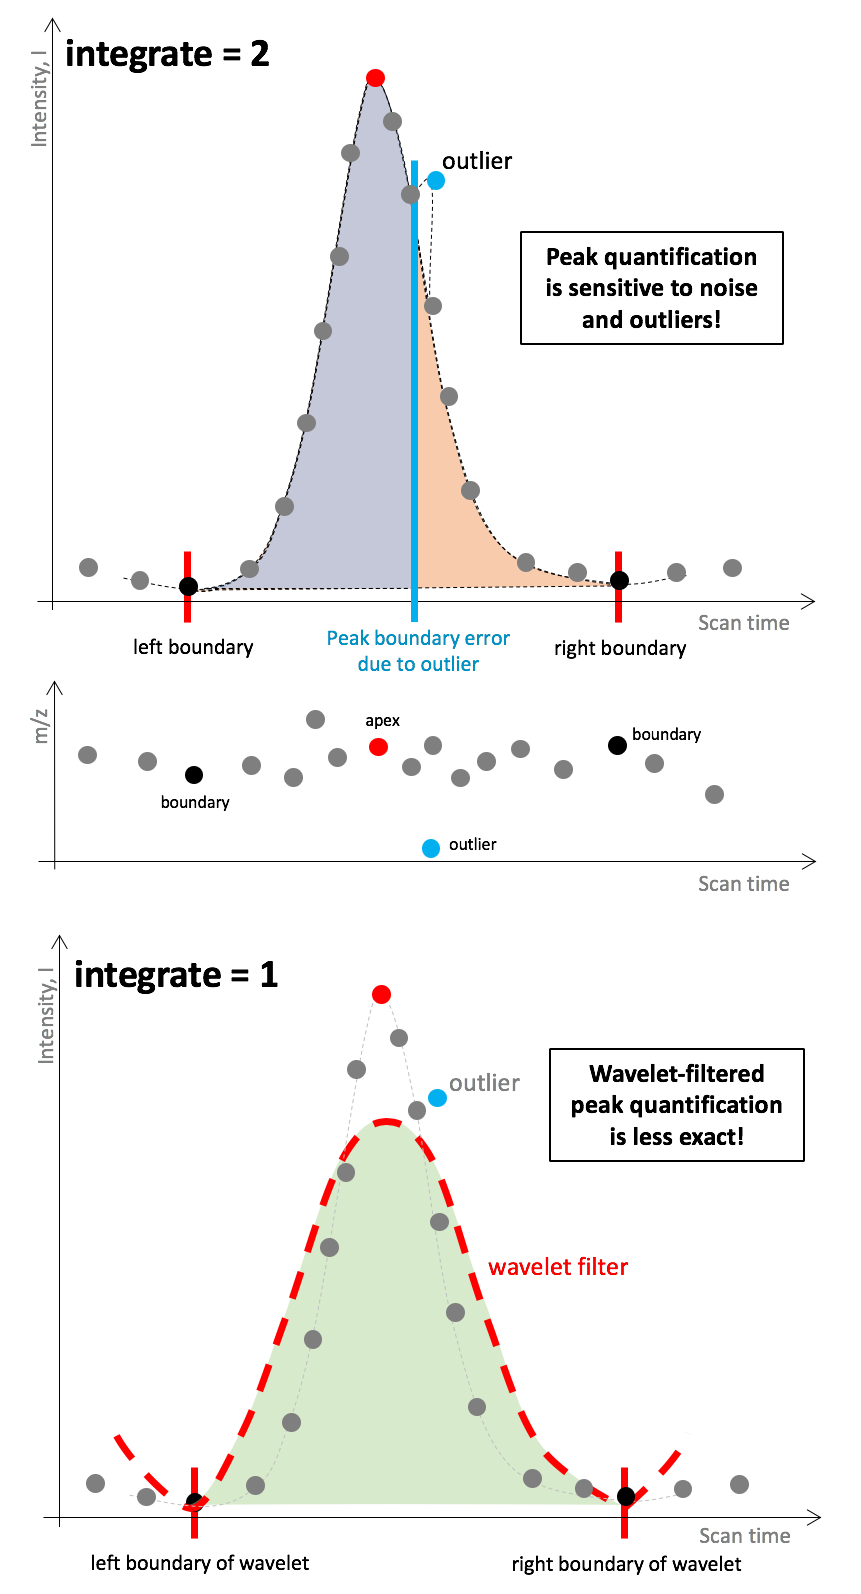 integrate = 2
Intensity, I
outlier
Peak quantification
is sensitive to noise
and outliers!
Scan time
left boundary
Peak boundary error
due to outlier
right boundary
m/z
apex
boundary
boundary
outlier
Scan time
integrate = 1
Intensity, I
outlier
Wavelet-filtered
peak quantification
is less exact!
wavelet filter
Scan time
left boundary of wavelet
right boundary of wavelet